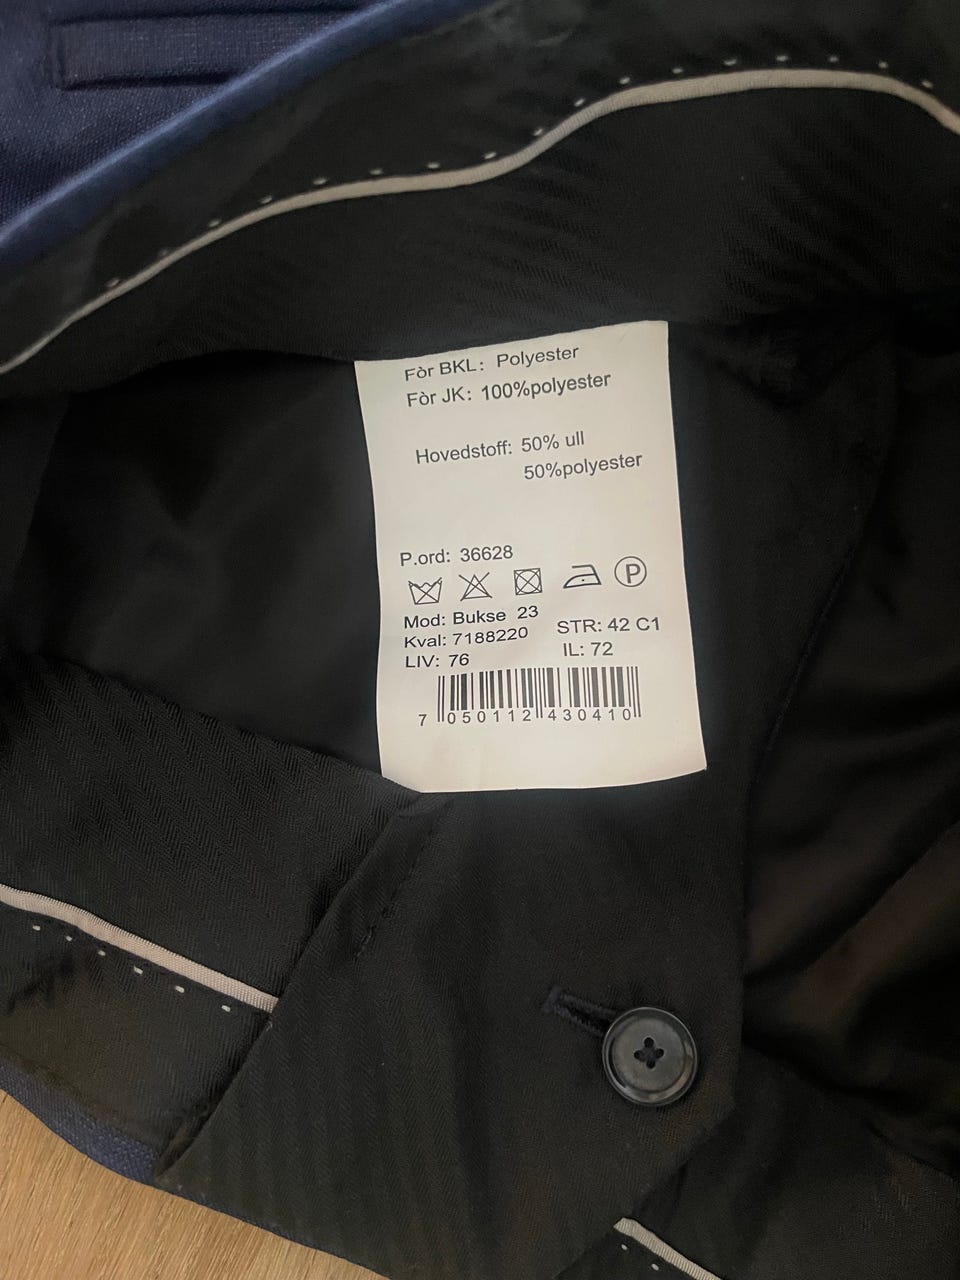 Fòr BKL: Polyester
Fòr JK: 100%polyester
Hovedstoff: 50% ull
50%polyester
P.ord: 36628
P
Mod: Bukse 23
Kval: 7188220 STR: 42 C1
LIV: 76 IL: 72
7 050112 430410